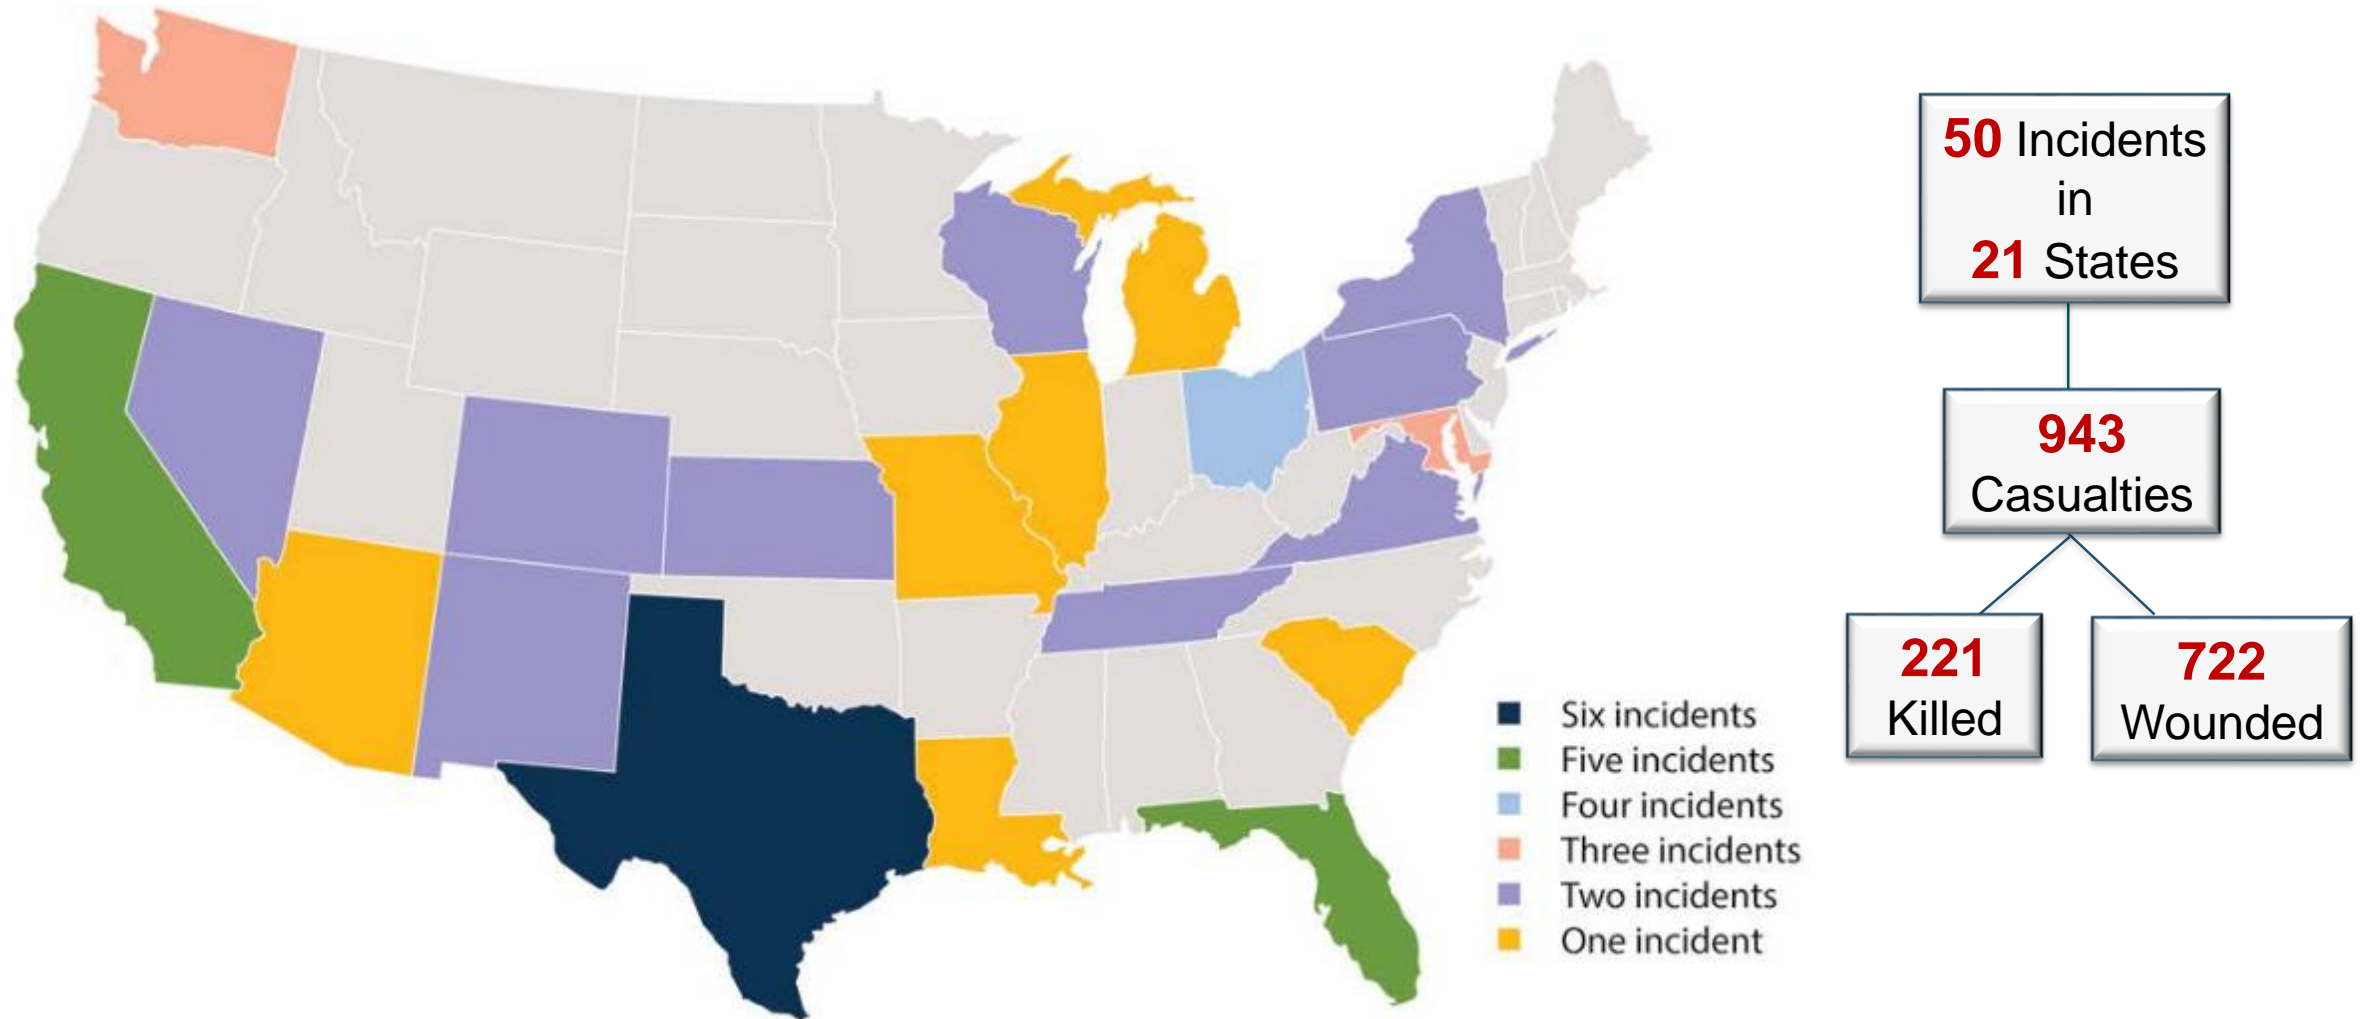 50 Incidents
in
21 States
943
Casualties
221
Killed
722
Wounded
Six incidents
Five incidents
Four incidents
Three incidents
Two incidents
One incident